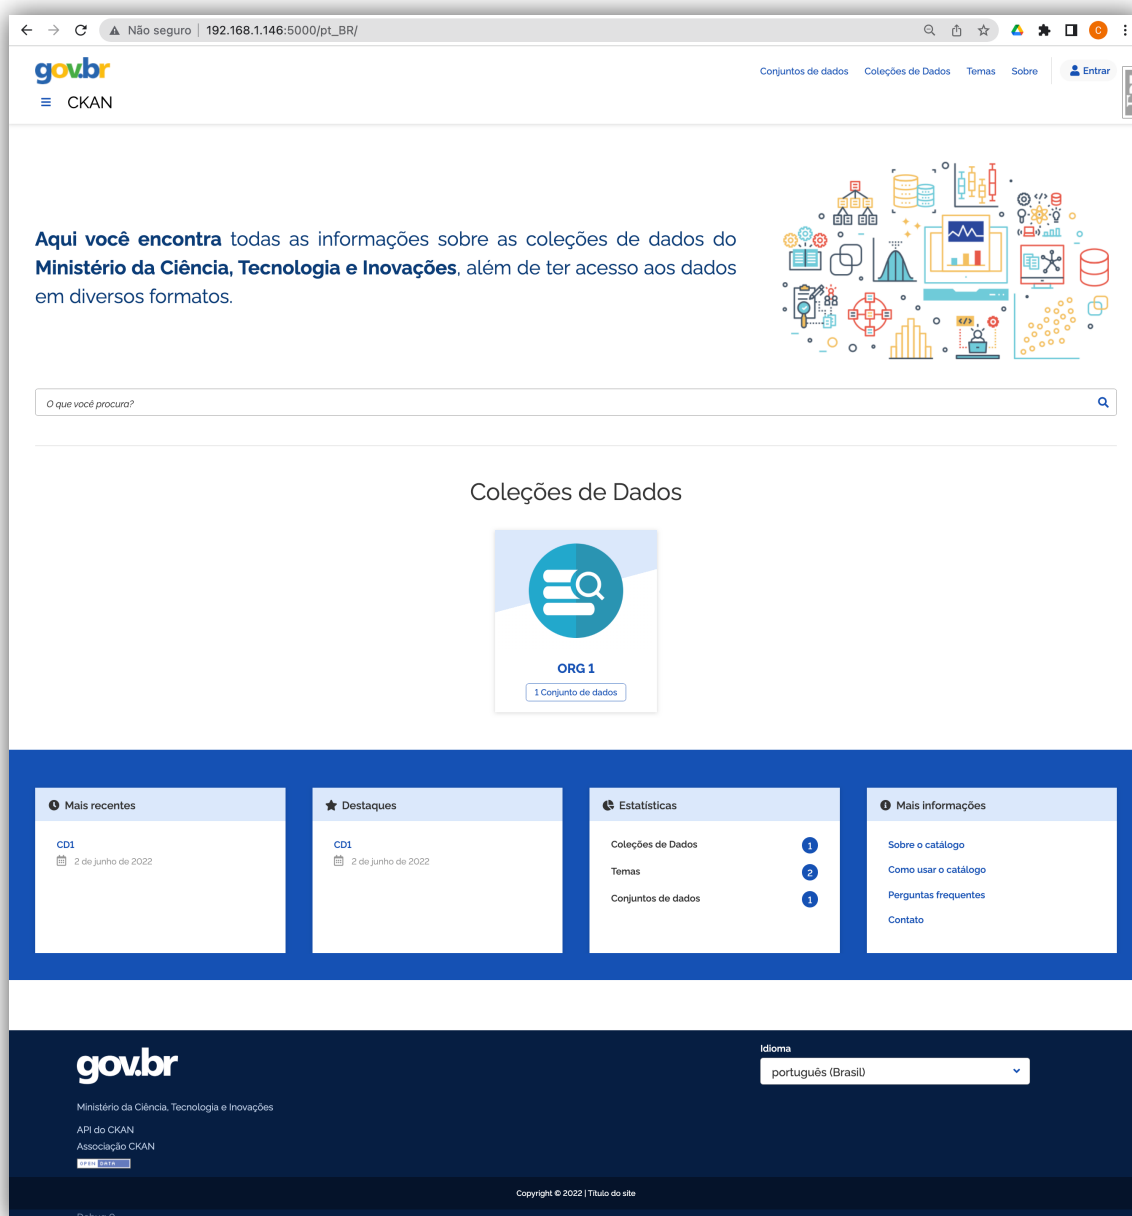 Não seguro | 192.168.1.146:5000/pt_BR/
C
gov.br
Conjuntos de dados Coleções de Dados Temas Sobre Entrar
CKAN
Aqui você encontra todas as informações sobre as coleções de dados do
Ministério da Ciência, Tecnologia e Inovações, além de ter acesso aos dados
em diversos formatos.
O que você procura?
Coleções de Dados
ORG 1
1 Conjunto de dados
Mais recentes
CD1
2 de junho de 2022
Destaques
CD1
2 de junho de 2022
Estatísticas
Coleções de Dados 1
Temas 2
Conjuntos de dados 1
Mais informações
Sobre o catálogo
Como usar o catálogo
Perguntas frequentes
Contato
gov.br
Idioma
português (Brasil)
Ministério da Ciência, Tecnologia e Inovações
API do CKAN
Associação CKAN
OPEN DATA
Copyright © 2022 | Título do site